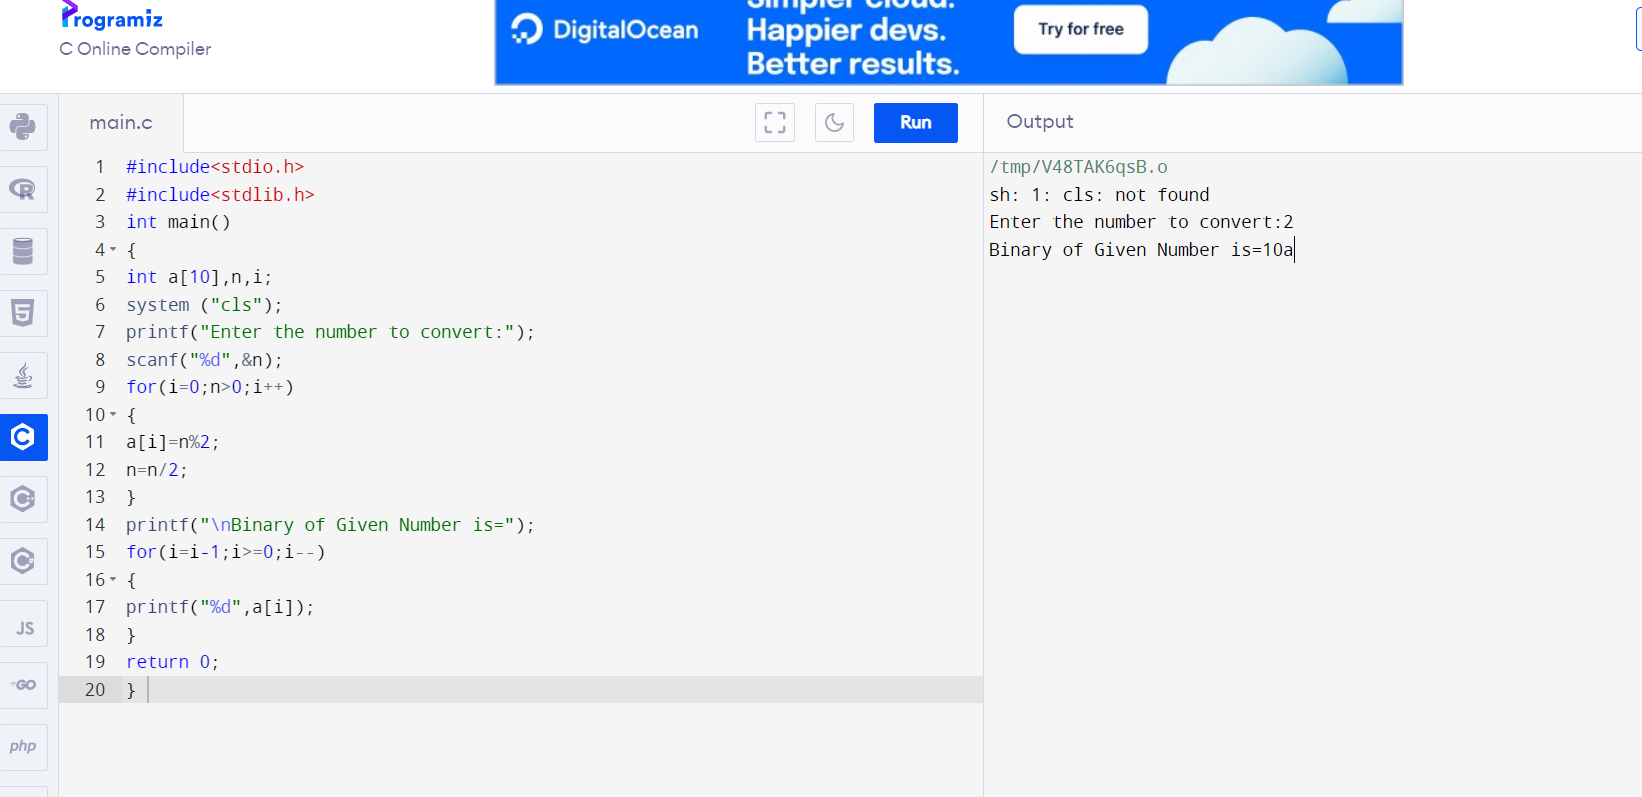 Programiz
C Online Compiler
DigitalOcean
Simpler cloud.
Happier devs.
Better results.
Try for free
main.c
Run
Output
1 #include<stdio.h>
2 #include<stdlib.h>
3 int main()
4 {
5 int a[10],n,i;
6 system ("cls");
7 printf("Enter the number to convert:");
8 scanf("%d",&n);
9 for(i=0;n>0;i++)
10 {
11 a[i]=n%2;
12 n=n/2;
13 }
14 printf("\nBinary of Given Number is=");
15 for(i=i-1;i>=0;i--)
16 {
17 printf("%d",a[i]);
18 }
19 return 0;
20 }
/tmp/V48TAK6qsB.o
sh: 1: cls: not found
Enter the number to convert:2
Binary of Given Number is=10a
R
5
C
C
C
JS
GO
php